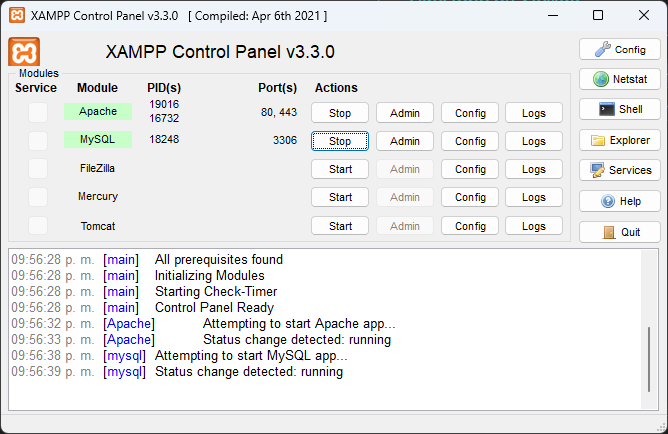 XAMPP Control Panel v3.3.0 [ Compiled: Apr 6th 2021 ]
XAMPP Control Panel v3.3.0
Config
Modules
Service Module PID(s) Port(s) Actions
Netstat
Apache 19016 16732 80, 443 Stop Admin Config Logs
Shell
MySQL 18248 3306 Stop Admin Config Logs
Explorer
FileZilla Start Admin Config Logs
Services
Mercury Start Admin Config Logs
Help
Tomcat Start Admin Config Logs
Quit
09:56:28 p. m. [main] All prerequisites found
09:56:28 p. m. [main] Initializing Modules
09:56:28 p. m. [main] Starting Check-Timer
09:56:28 p. m. [main] Control Panel Ready
09:56:32 p. m. [Apache] Attempting to start Apache app...
09:56:33 p. m. [Apache] Status change detected: running
09:56:38 p. m. [mysql] Attempting to start MySQL app...
09:56:39 p. m. [mysql] Status change detected: running